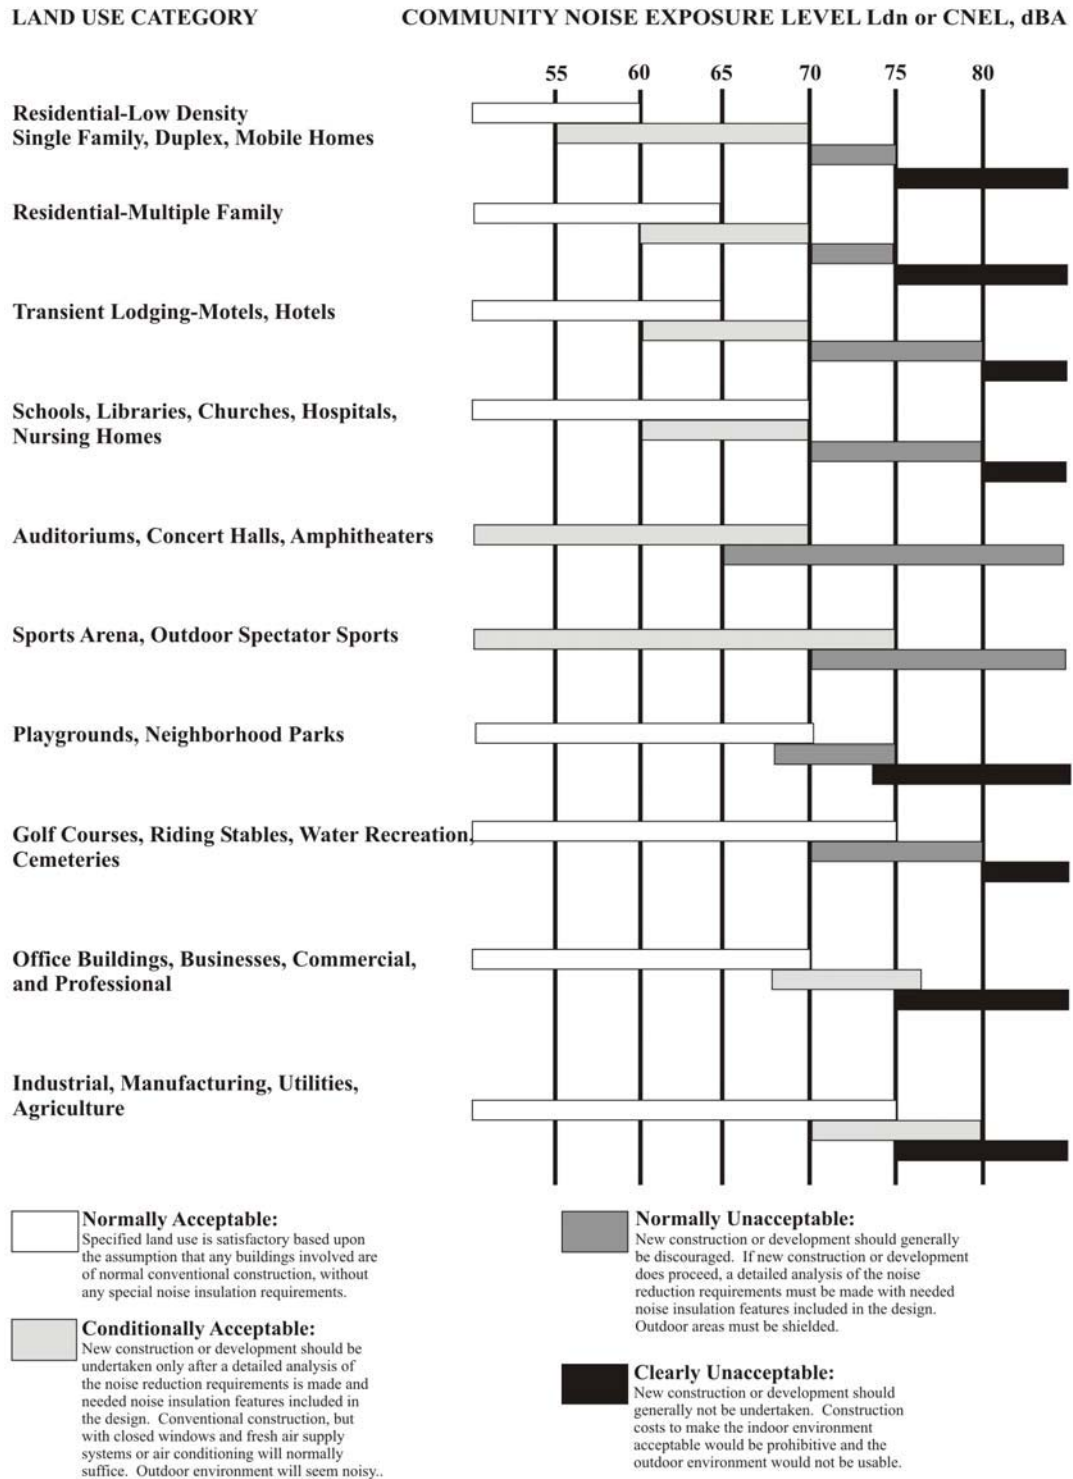 LAND USE CATEGORY
COMMUNITY NOISE EXPOSURE LEVEL Ldn or CNEL, dBA
55 60 65 70 75 80
Residential-Low Density
Single Family, Duplex, Mobile Homes
Residential-Multiple Family
Transient Lodging-Motels, Hotels
Schools, Libraries, Churches, Hospitals,
Nursing Homes
Auditoriums, Concert Halls, Amphitheaters
Sports Arena, Outdoor Spectator Sports
Playgrounds, Neighborhood Parks
Golf Courses, Riding Stables, Water Recreation,
Cemeteries
Office Buildings, Businesses, Commercial,
and Professional
Industrial, Manufacturing, Utilities,
Agriculture
Normally Acceptable:
Specified land use is satisfactory based upon
the assumption that any buildings involved are
of normal conventional construction, without
any special noise insulation requirements.
Conditionally Acceptable:
New construction or development should be
undertaken only after a detailed analysis of
the noise reduction requirements is made and
needed noise insulation features included in
the design. Conventional construction, but
with closed windows and fresh air supply
systems or air conditioning will normally
suffice. Outdoor environment will seem noisy..
Normally Unacceptable:
New construction or development should generally
be discouraged. If new construction or development
does proceed, a detailed analysis of the noise
reduction requirements must be made with needed
noise insulation features included in the design.
Outdoor areas must be shielded.
Clearly Unacceptable:
New construction or development should
generally not be undertaken. Construction
costs to make the indoor environment
acceptable would be prohibitive and the
outdoor environment would not be usable.